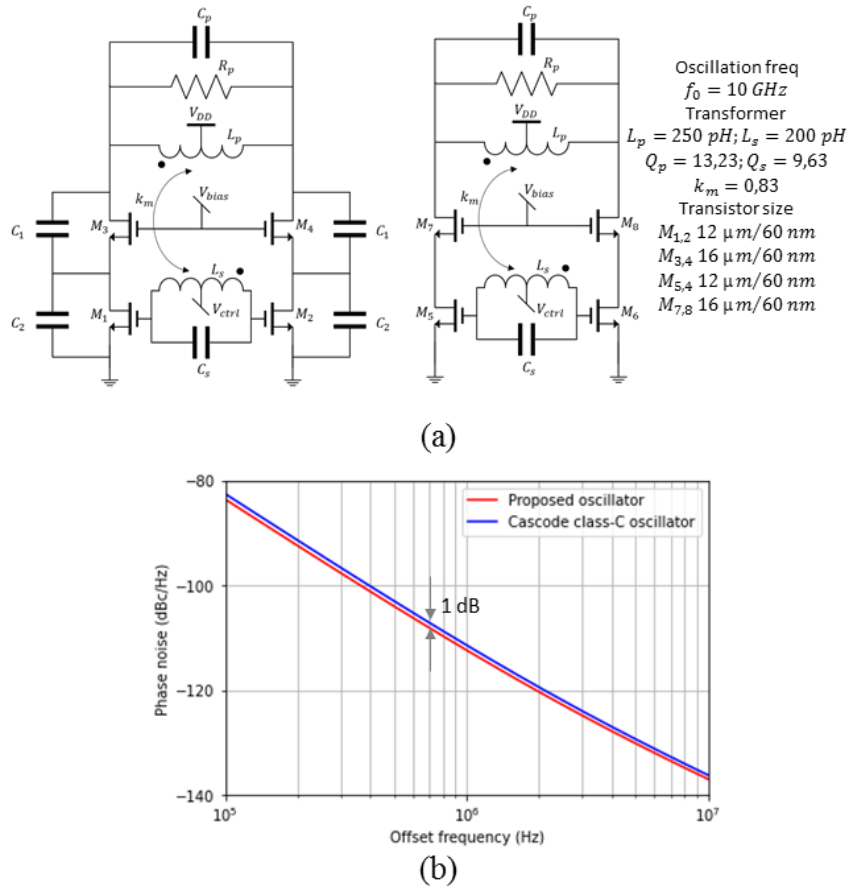 C_p
R_p
V_DD
L_p
k_m
V_bias
C_1
M_3
M_4
C_1
L_s
C_2
M_1
V_ctrl
M_2
C_2
C_s
C_p
R_p
V_DD
L_p
k_m
V_bias
M_7
M_8
L_s
M_5
V_ctrl
M_6
C_s
Oscillation freq
f_0 = 10 GHz
Transformer
L_p = 250 pH; L_s = 200 pH
Q_p = 13,23; Q_s = 9,63
k_m = 0,83
Transistor size
M_1,2 12 μm/60 nm
M_3,4 16 μm/60 nm
M_5,4 12 μm/60 nm
M_7,8 16 μm/60 nm
(a)
−80
−100
−120
−140
Phase noise (dBc/Hz)
Proposed oscillator
Cascode class-C oscillator
1 dB
10^5
10^6
10^7
Offset frequency (Hz)
(b)